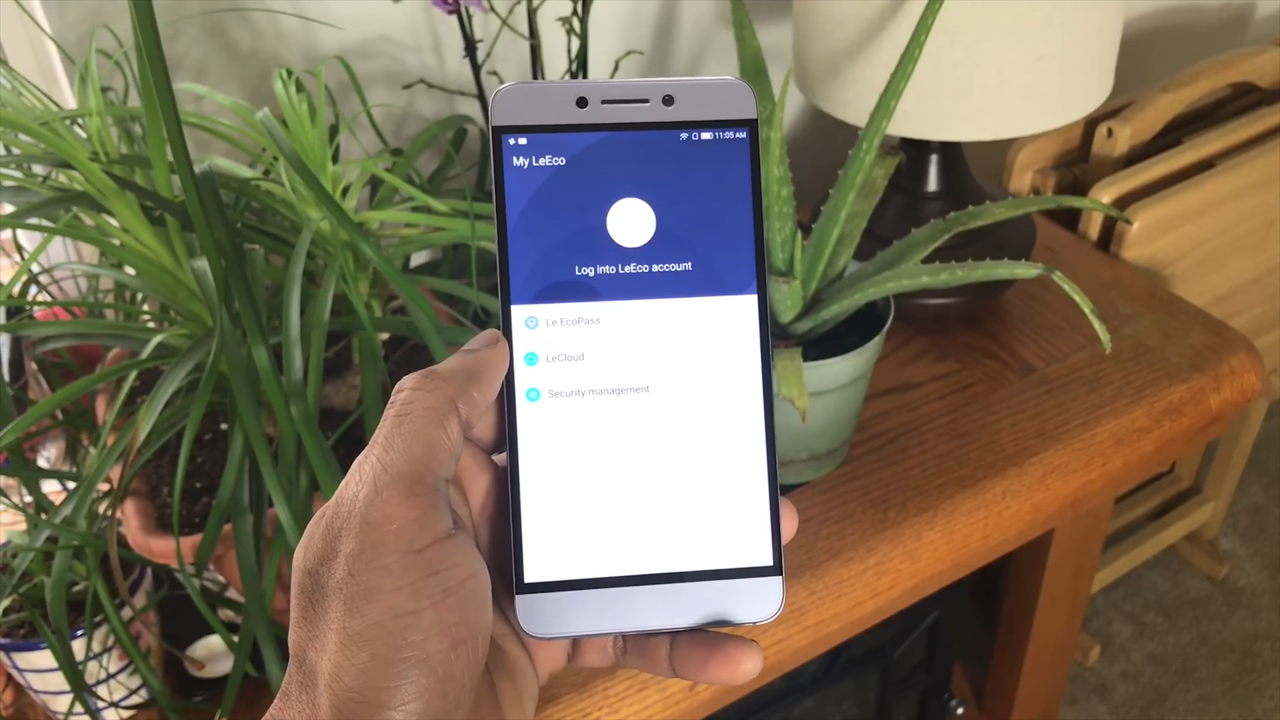 11:05 AM
My LeEco
Log into LeEco account
Le EcoPass
LeCloud
Security management